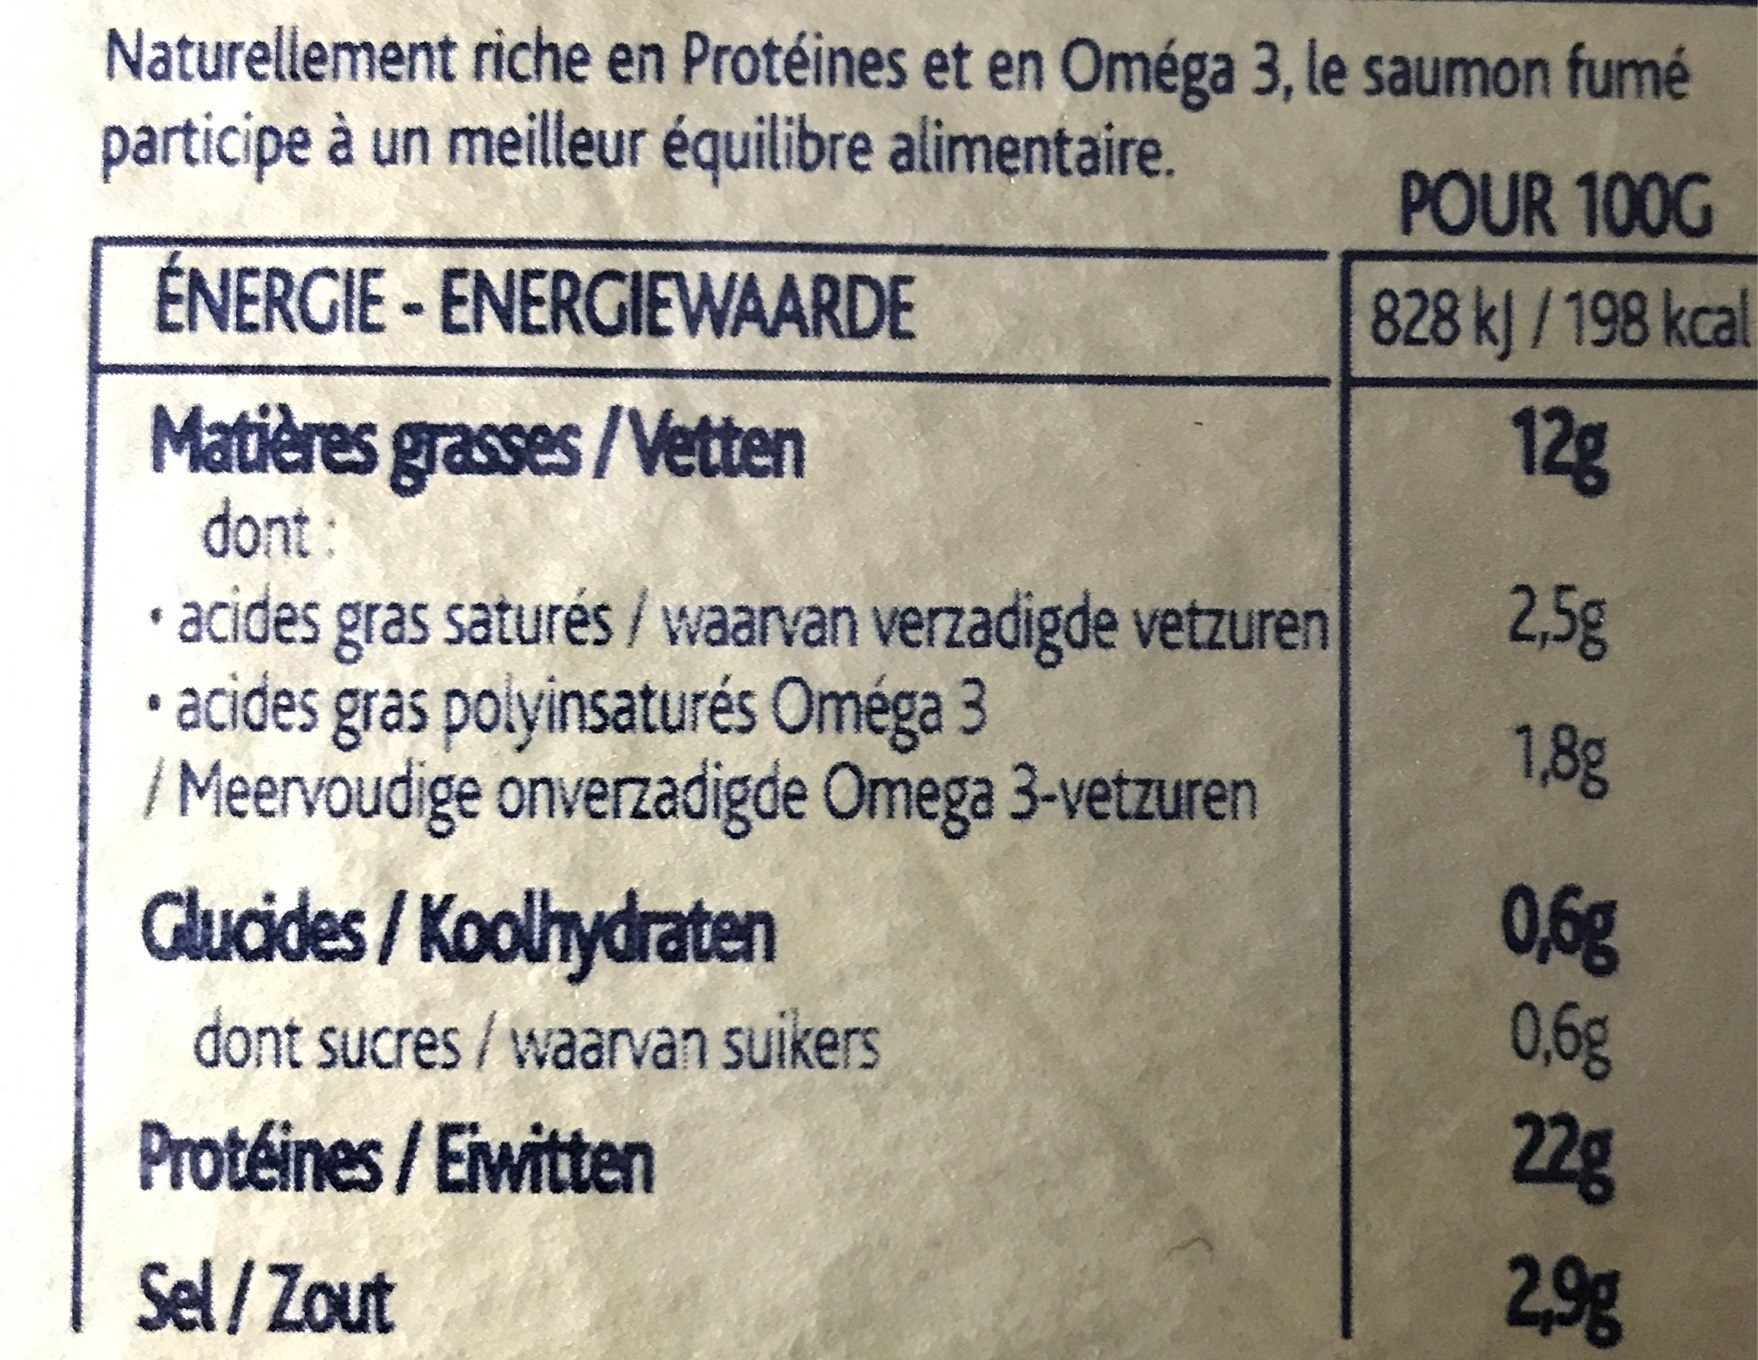 Naturellement riche en Protéines et en Oméga 3, le saumon fumé
participe à un meilleur équilibre alimentaire.
POUR 100G
ÉNERGIE - ENERGIEWAARDE 828 kJ / 198 kcal
Matières grasses / Vetten 12g
dont :
• acides gras saturés / waarvan verzadigde vetzuren 2,5g
• acides gras polyinsaturés Oméga 3
/ Meervoudige onverzadigde Omega 3-vetzuren 1,8g
Glucides / Koolhydraten 0,6g
dont sucres / waarvan suikers 0,6g
Protéines / Eiwitten 22g
Sel / Zout 2,9g